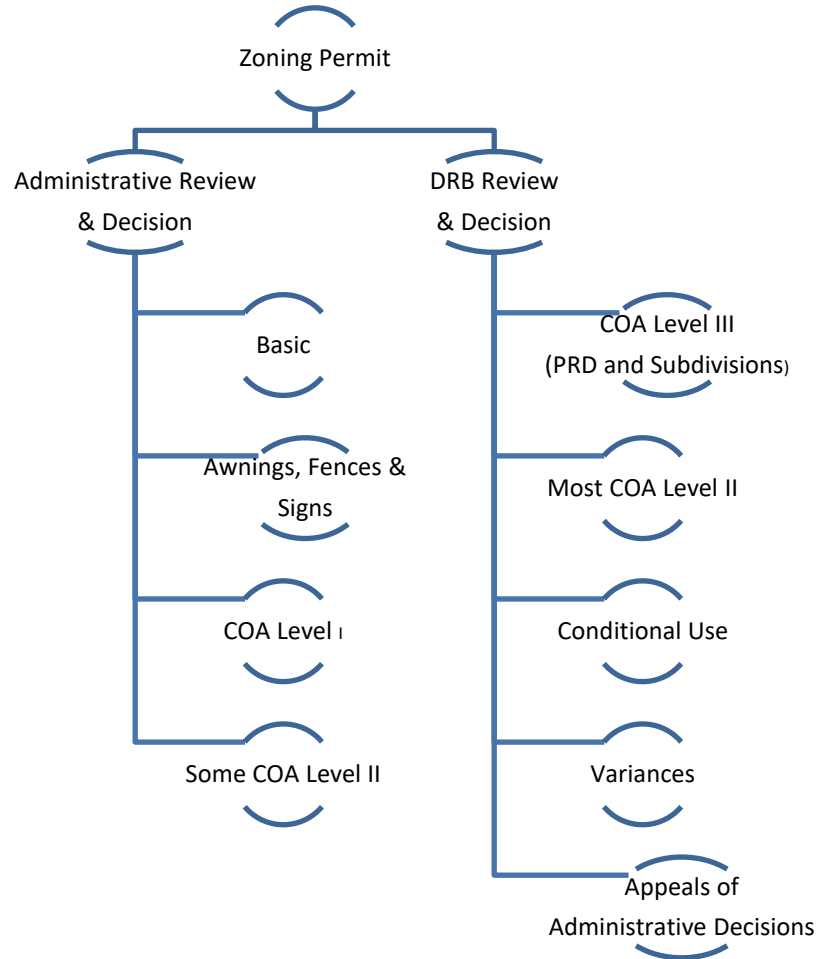 Zoning Permit
Administrative Review
& Decision
Basic
Awnings, Fences &
Signs
COA Level I
Some COA Level II
DRB Review
& Decision
COA Level III
(PRD and Subdivisions)
Most COA Level II
Conditional Use
Variances
Appeals of
Administrative Decisions